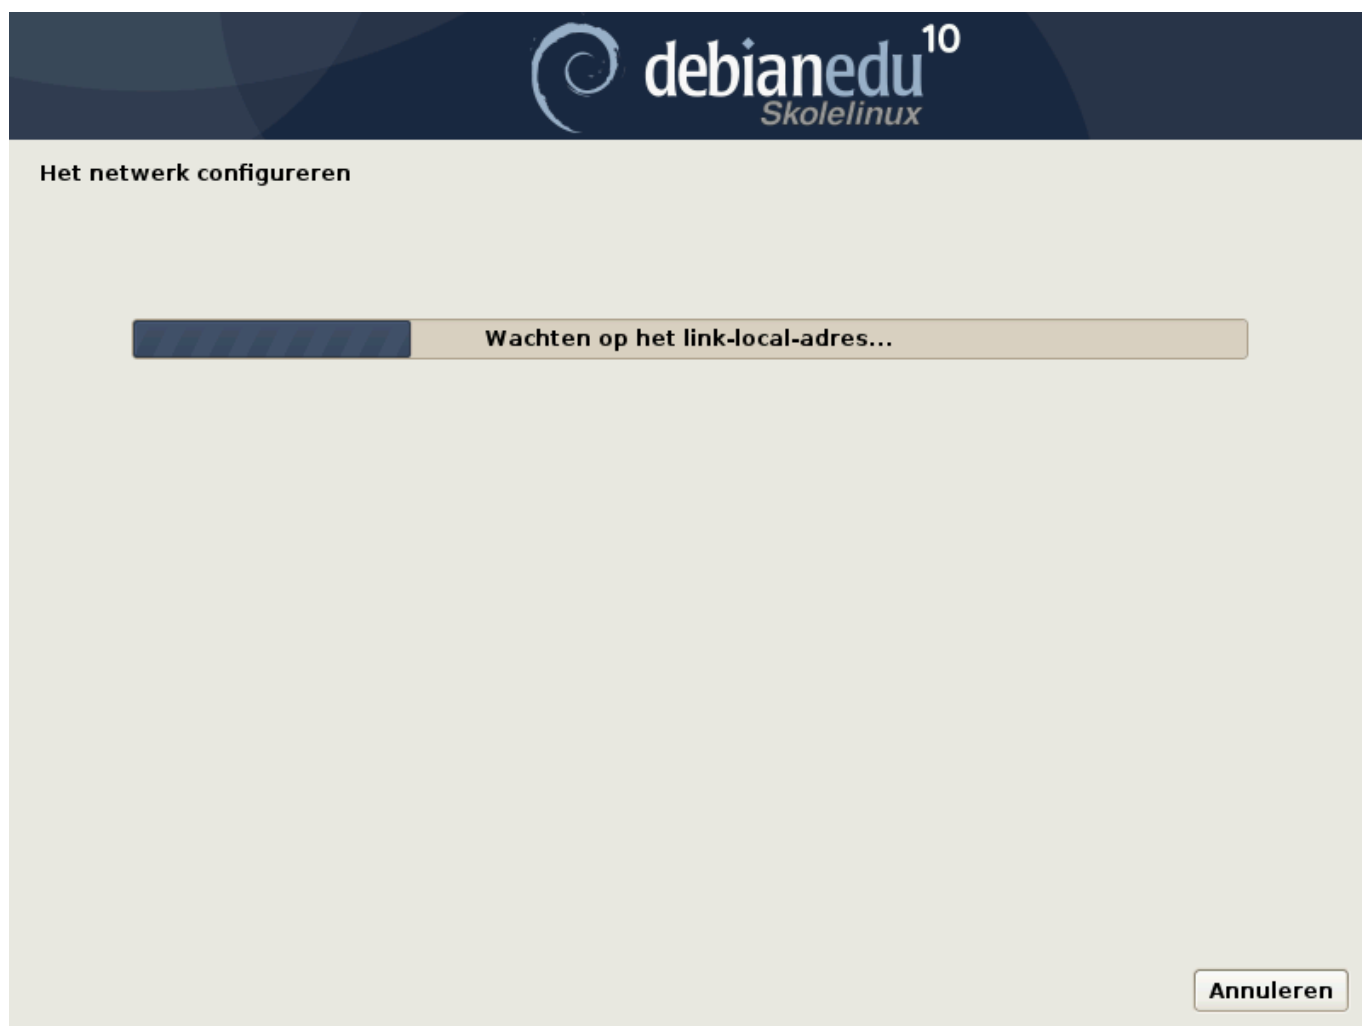 debianedu 10
Skolelinux
Het netwerk configureren
Wachten op het link-local-adres...
Annuleren